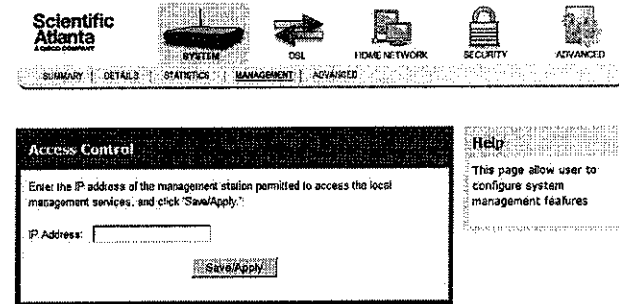 Scientific
Atlanta
A CISCO COMPANY
SYSTEM
DSL
HOME NETWORK
SECURITY
ADVANCED
SUMMARY | DETAILS | STATISTICS | MANAGEMENT | ADVANCED
Access Control
Enter the IP address of the management station permitted to access the local
management services, and click 'Save/Apply.'
IP Address:
Save/Apply
Help
This page allow user to
configure system
management features